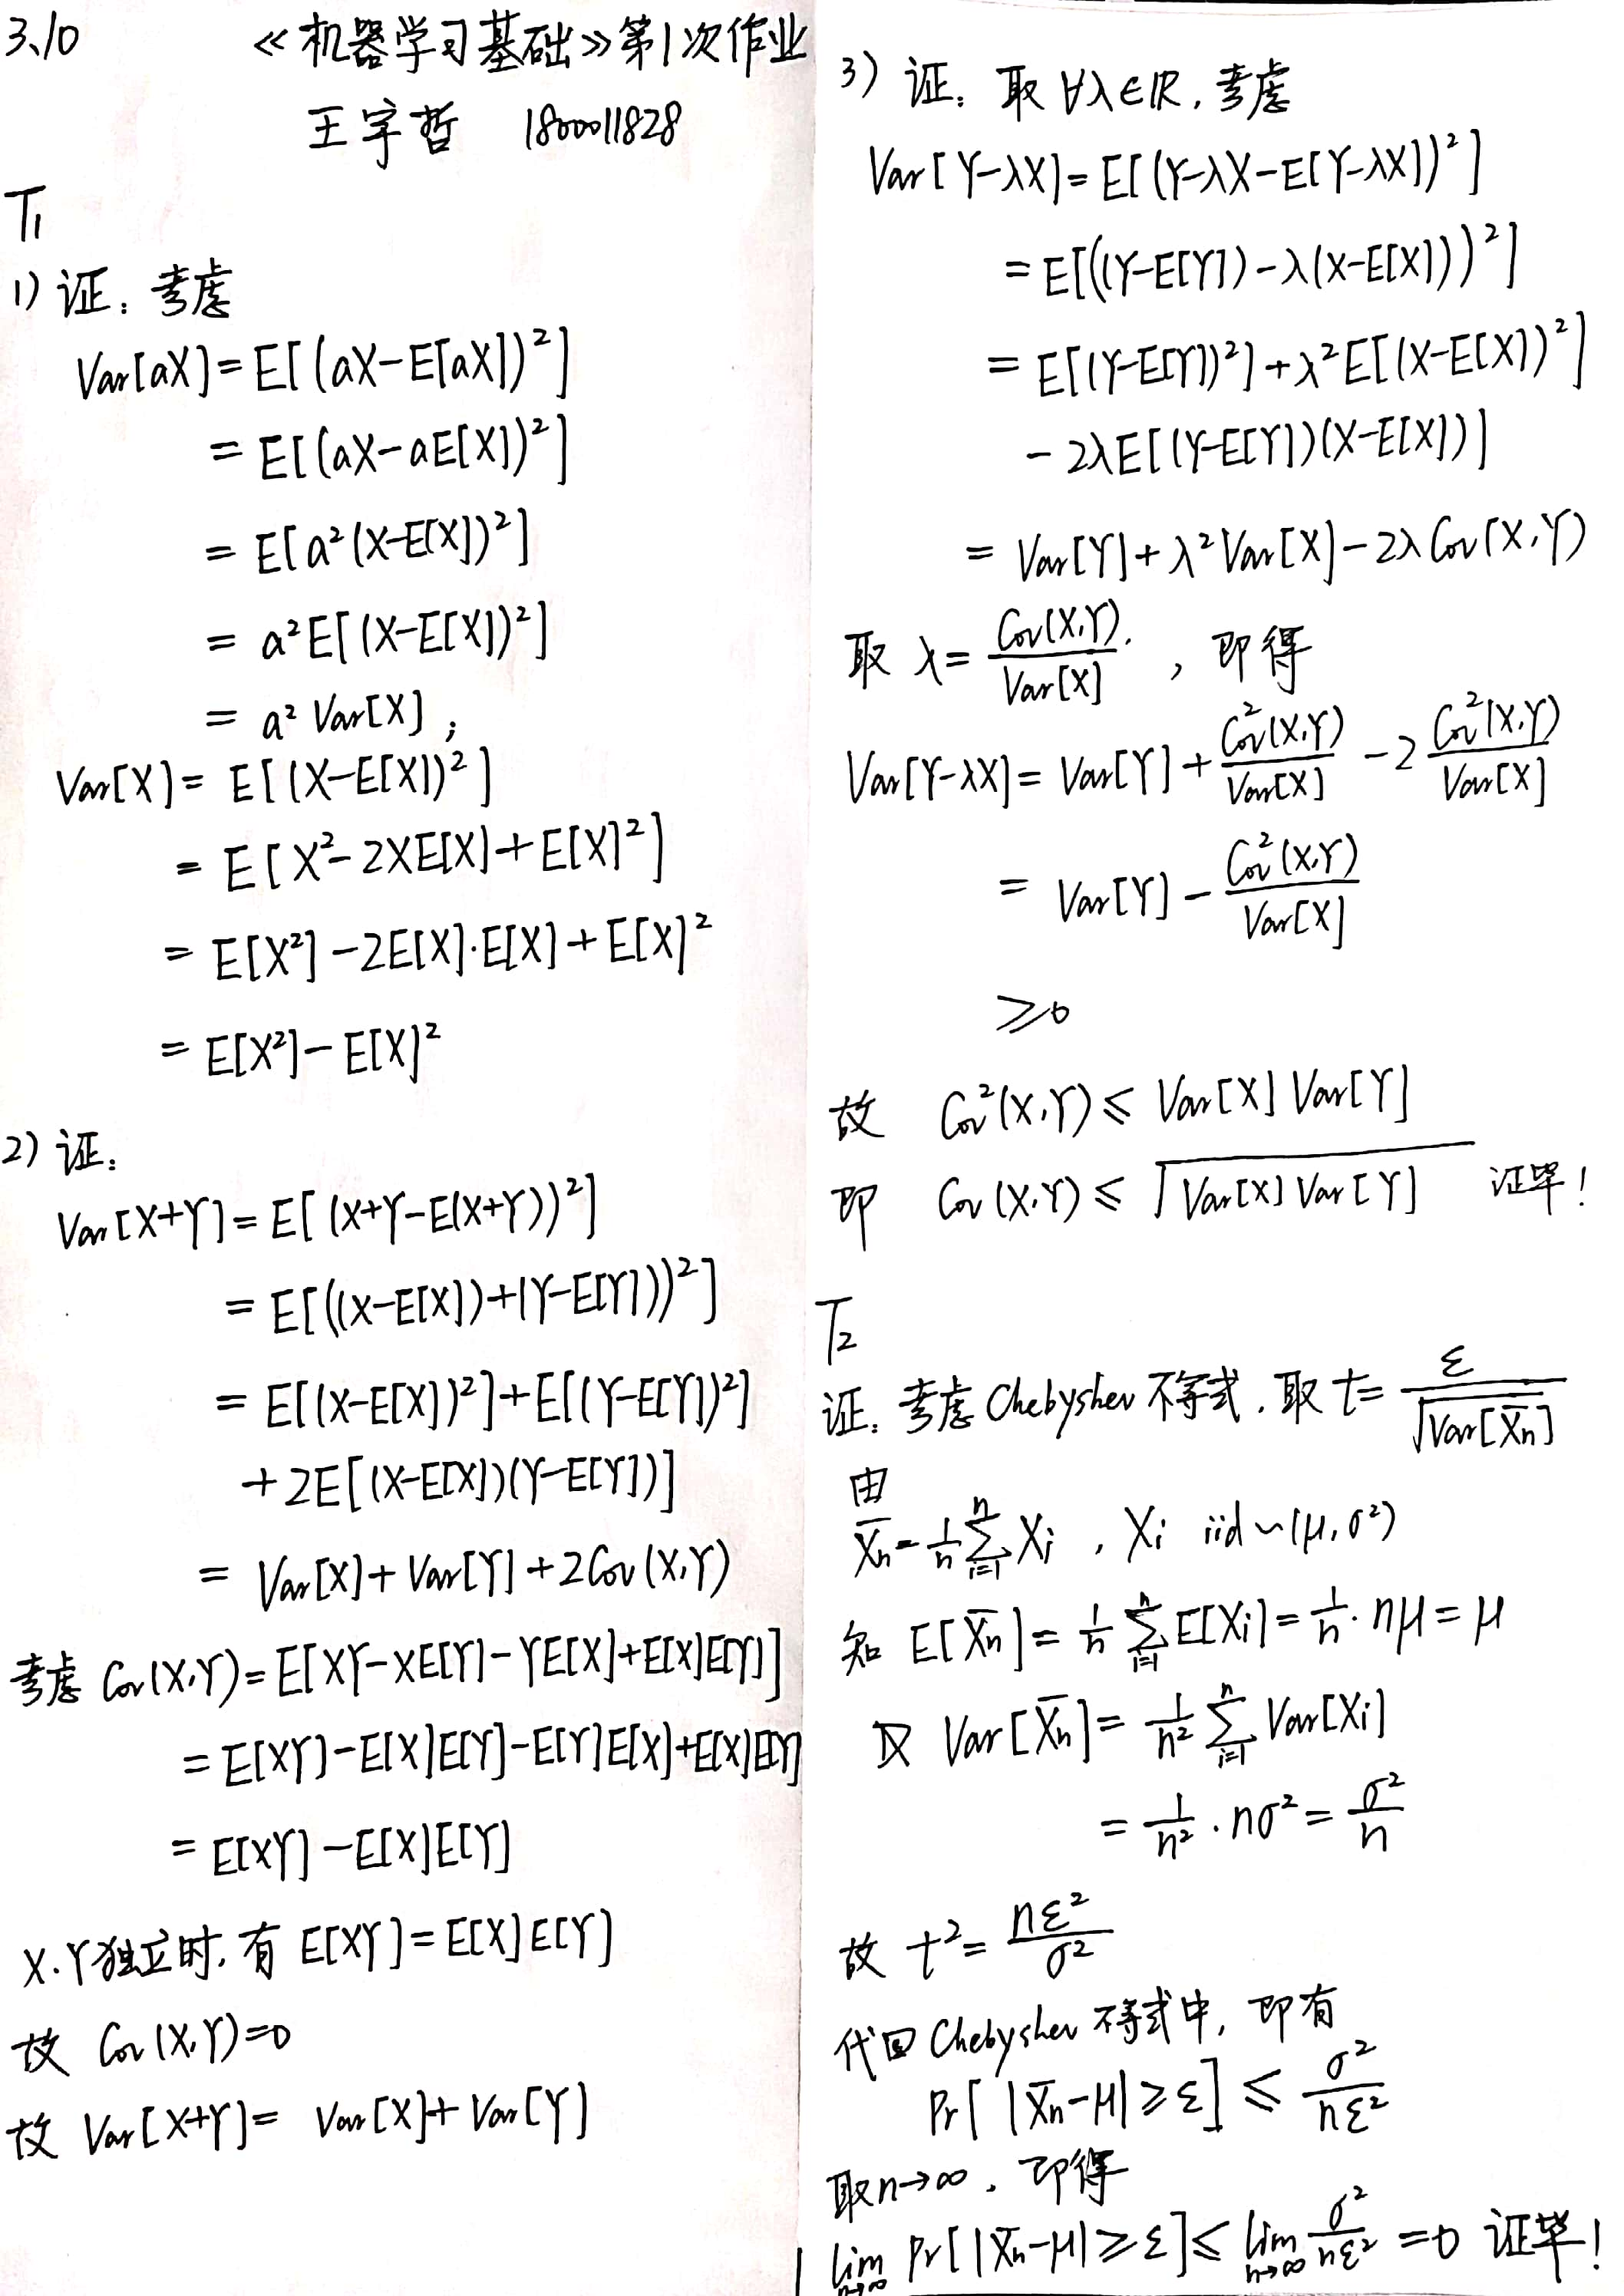 3.10 《机器学习基础》第1次作业
王宇哲 1800011828
T1
1) 证: 考虑
Var[aX] = E[(aX-E[aX])²]
= E[(aX-aE[X])²]
= E[a²(X-E[X])²]
= a²E[(X-E[X])²]
= a² Var[X];
Var[X] = E[(X-E[X])²]
= E[X²-2XE[X]+E[X]²]
= E[X²]-2E[X]·E[X]+E[X]²
= E[X²]-E[X]²
2) 证:
Var[X+Y] = E[(X+Y-E(X+Y))²]
= E[((X-E[X])+(Y-E[Y]))²]
= E[(X-E[X])²]+E[(Y-E[Y])²]
+2E[(X-E[X])(Y-E[Y])]
= Var[X]+Var[Y]+2Cov(X,Y)
考虑 Cov(X,Y) = E[XY-XE[Y]-YE[X]+E[X]E[Y]]
= E[XY]-E[X]E[Y]-E[Y]E[X]+E[X]E[Y]
= E[XY]-E[X]E[Y]
X.Y独立时, 有 E[XY]=E[X]E[Y]
故 Cov(X,Y)=0
故 Var[X+Y] = Var[X]+Var[Y]
3) 证: 取 ∀λ∈R, 考虑
Var[Y-λX] = E[(Y-λX-E[Y-λX])²]
= E[((Y-E[Y])-λ(X-E[X]))²]
= E[(Y-E[Y])²]+λ²E[(X-E[X])²]
-2λE[(Y-E[Y])(X-E[X])]
= Var[Y]+λ²Var[X]-2λCov(X,Y)
取 λ = Cov(X,Y)/Var[X] , 即得
Var[Y-λX] = Var[Y]+Cov²(X,Y)/Var[X]-2Cov²(X,Y)/Var[X]
= Var[Y]-Cov²(X,Y)/Var[X]
≥0
故 Cov²(X,Y) ≤ Var[X]Var[Y]
即 Cov(X,Y) ≤ √(Var[X]Var[Y]) 证毕!
T2
证: 考虑 Chebyshev 不等式, 取 t = ε/√Var[X̄n]
由
X̄n = 1/n ∑ⁿᵢ₌₁ Xi , Xi iid ~ (μ,σ²)
知 E[X̄n] = 1/n ∑ⁿᵢ₌₁ E[Xi] = 1/n · nμ = μ
又 Var[X̄n] = 1/n² ∑ⁿᵢ₌₁ Var[Xi]
= 1/n² · nσ² = σ²/n
故 t² = nε²/σ²
代回 Chebyshev 不等式中, 即有
Pr[|X̄n-μ| ≥ ε] ≤ σ²/nε²
取 n→∞, 即得
lim n→∞ Pr[|X̄n-μ| ≥ ε] ≤ lim n→∞ σ²/nε² = 0 证毕!